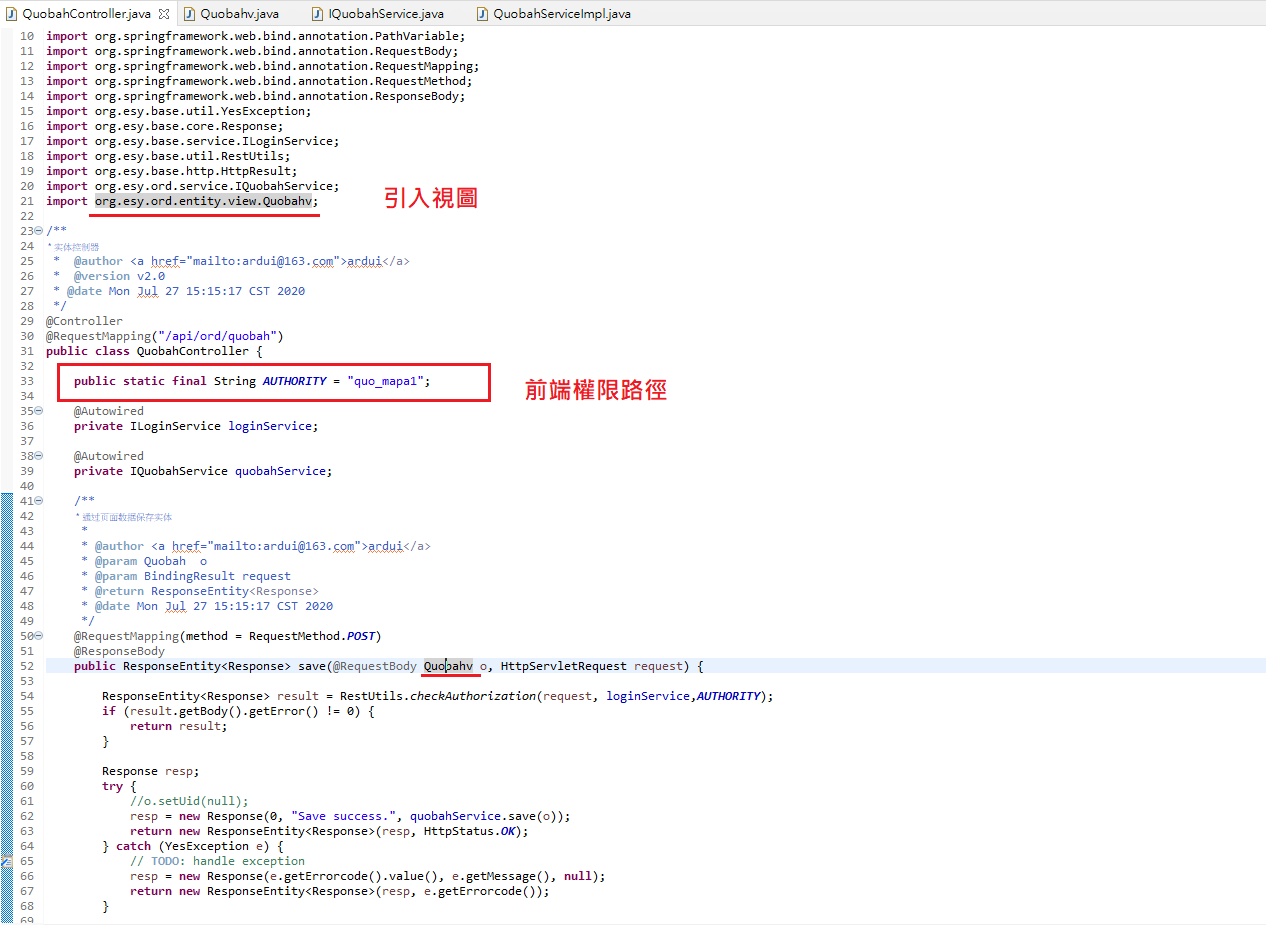 QuobahController.java
Quobahv.java
IQuobahService.java
QuobahServiceImpl.java
10 import org.springframework.web.bind.annotation.PathVariable;
11 import org.springframework.web.bind.annotation.RequestBody;
12 import org.springframework.web.bind.annotation.RequestMapping;
13 import org.springframework.web.bind.annotation.RequestMethod;
14 import org.springframework.web.bind.annotation.ResponseBody;
15 import org.esy.base.util.YesException;
16 import org.esy.base.core.Response;
17 import org.esy.base.service.ILoginService;
18 import org.esy.base.util.RestUtils;
19 import org.esy.base.http.HttpResult;
20 import org.esy.ord.service.IQuobahService;
21 import org.esy.ord.entity.view.Quobahv;
引入視圖
22
23 /**
24 * 实体控制器
25 * @author <a href="mailto:ardui@163.com">ardui</a>
26 * @version v2.0
27 * @date Mon Jul 27 15:15:17 CST 2020
28 */
29 @Controller
30 @RequestMapping("/api/ord/quobah")
31 public class QuobahController {
32
33 public static final String AUTHORITY = "quo_mapa1";
前端權限路徑
34
35 @Autowired
36 private ILoginService loginService;
37
38 @Autowired
39 private IQuobahService quobahService;
40
41 /**
42 * 通过页面数据保存实体
43 *
44 * @author <a href="mailto:ardui@163.com">ardui</a>
45 * @param Quobah o
46 * @param BindingResult request
47 * @return ResponseEntity<Response>
48 * @date Mon Jul 27 15:15:17 CST 2020
49 */
50 @RequestMapping(method = RequestMethod.POST)
51 @ResponseBody
52 public ResponseEntity<Response> save(@RequestBody Quobahv o, HttpServletRequest request) {
53
54 ResponseEntity<Response> result = RestUtils.checkAuthorization(request, loginService,AUTHORITY);
55 if (result.getBody().getError() != 0) {
56 return result;
57 }
58
59 Response resp;
60 try {
61 //o.setUid(null);
62 resp = new Response(0, "Save success.", quobahService.save(o));
63 return new ResponseEntity<Response>(resp, HttpStatus.OK);
64 } catch (YesException e) {
65 // TODO: handle exception
66 resp = new Response(e.getErrorcode().value(), e.getMessage(), null);
67 return new ResponseEntity<Response>(resp, e.getErrorcode());
68 }
69